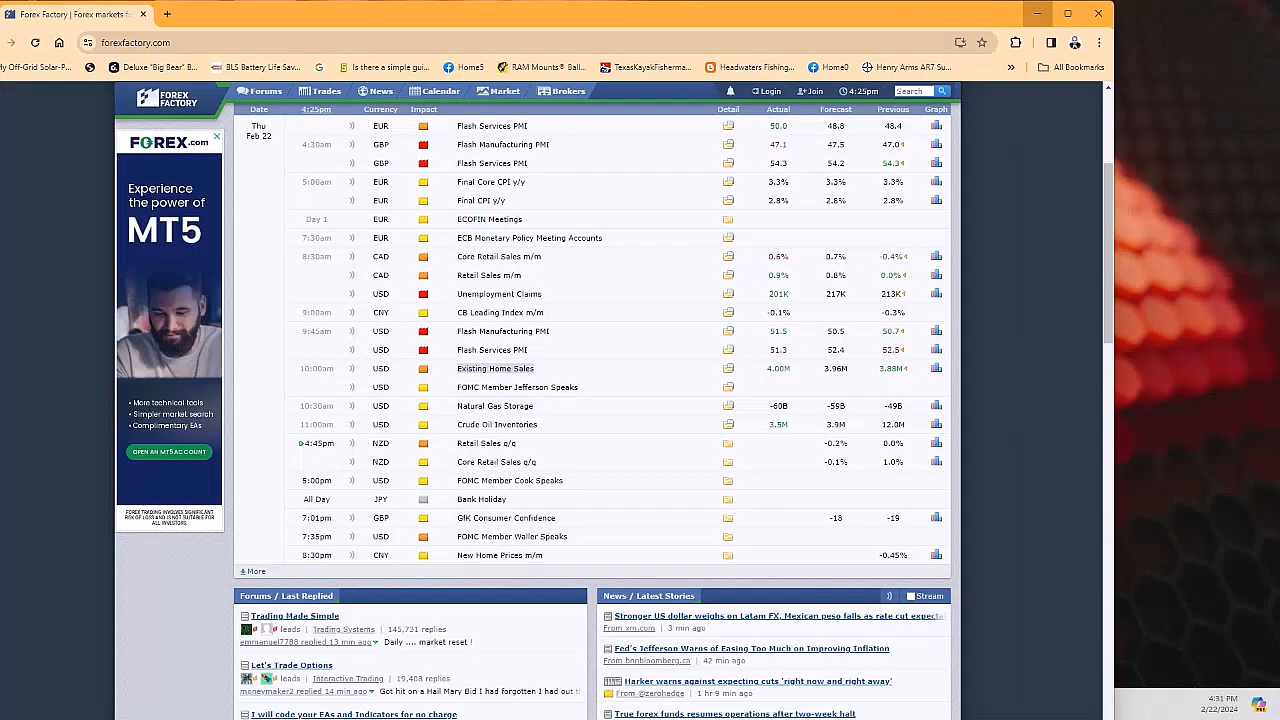 Forex Factory | Forex markets f
forexfactory.com
My Off-Grid Solar-P...
Deluxe "Big Bear" B...
BLS Battery Life Sav...
Is there a simple gui...
Home5
RAM Mounts® Ball...
TexasKayakFisherma...
Headwaters Fishing...
Home0
Henry Arms AR7 Su...
»
All Bookmarks
FOREX FACTORY
Forums Trades News Calendar Market Brokers
Login Join 4:25pm Search
Date 4:25pm Currency Impact Detail Actual Forecast Previous Graph
Thu EUR Flash Services PMI 50.0 48.8 48.4
Feb 22
4:30am GBP Flash Manufacturing PMI 47.1 47.5 47.0
GBP Flash Services PMI 54.3 54.2 54.3
5:00am EUR Final Core CPI y/y 3.3% 3.3% 3.3%
EUR Final CPI y/y 2.8% 2.8% 2.8%
Day 1 EUR ECOFIN Meetings
7:30am EUR ECB Monetary Policy Meeting Accounts
8:30am CAD Core Retail Sales m/m 0.6% 0.7% -0.4%
CAD Retail Sales m/m 0.9% 0.8% 0.0%
USD Unemployment Claims 201K 217K 213K
9:00am CNY CB Leading Index m/m -0.1% -0.3%
9:45am USD Flash Manufacturing PMI 51.5 50.5 50.7
USD Flash Services PMI 51.3 52.4 52.5
10:00am USD Existing Home Sales 4.00M 3.96M 3.88M
USD FOMC Member Jefferson Speaks
10:30am USD Natural Gas Storage -60B -59B -49B
11:00am USD Crude Oil Inventories 3.5M 3.9M 12.0M
4:45pm NZD Retail Sales q/q -0.2% 0.0%
NZD Core Retail Sales q/q -0.1% 1.0%
5:00pm USD FOMC Member Cook Speaks
All Day JPY Bank Holiday
7:01pm GBP GfK Consumer Confidence -18 -19
7:35pm USD FOMC Member Waller Speaks
8:30pm CNY New Home Prices m/m -0.45%
More
FOREX.com
Experience
the power of
MT5
• More technical tools
• Simpler market search
• Complimentary EAs
OPEN AN MT5 ACCOUNT
FOREX TRADING INVOLVES SIGNIFICANT
RISK OF LOSS AND IS NOT SUITABLE FOR
ALL INVESTORS.
Forums / Last Replied
Trading Made Simple
leads | Trading Systems | 145,731 replies
emmanuel7788 replied 13 min ago Daily .... market reset !
Let's Trade Options
leads | Interactive Trading | 19,408 replies
moneymaker2 replied 14 min ago Got hit on a Hail Mary Bid I had forgotten I had out t
I will code your EAs and Indicators for no charge
News / Latest Stories Stream
Stronger US dollar weighs on Latam FX, Mexican peso falls as rate cut expecta
From xm.com | 3 min ago
Fed's Jefferson Warns of Easing Too Much on Improving Inflation
From bnnbloomberg.ca | 42 min ago
Harker warns against expecting cuts 'right now and right away'
From @zerohedge | 1 hr 9 min ago
True forex funds resumes operations after two-week halt
4:31 PM
2/22/2024